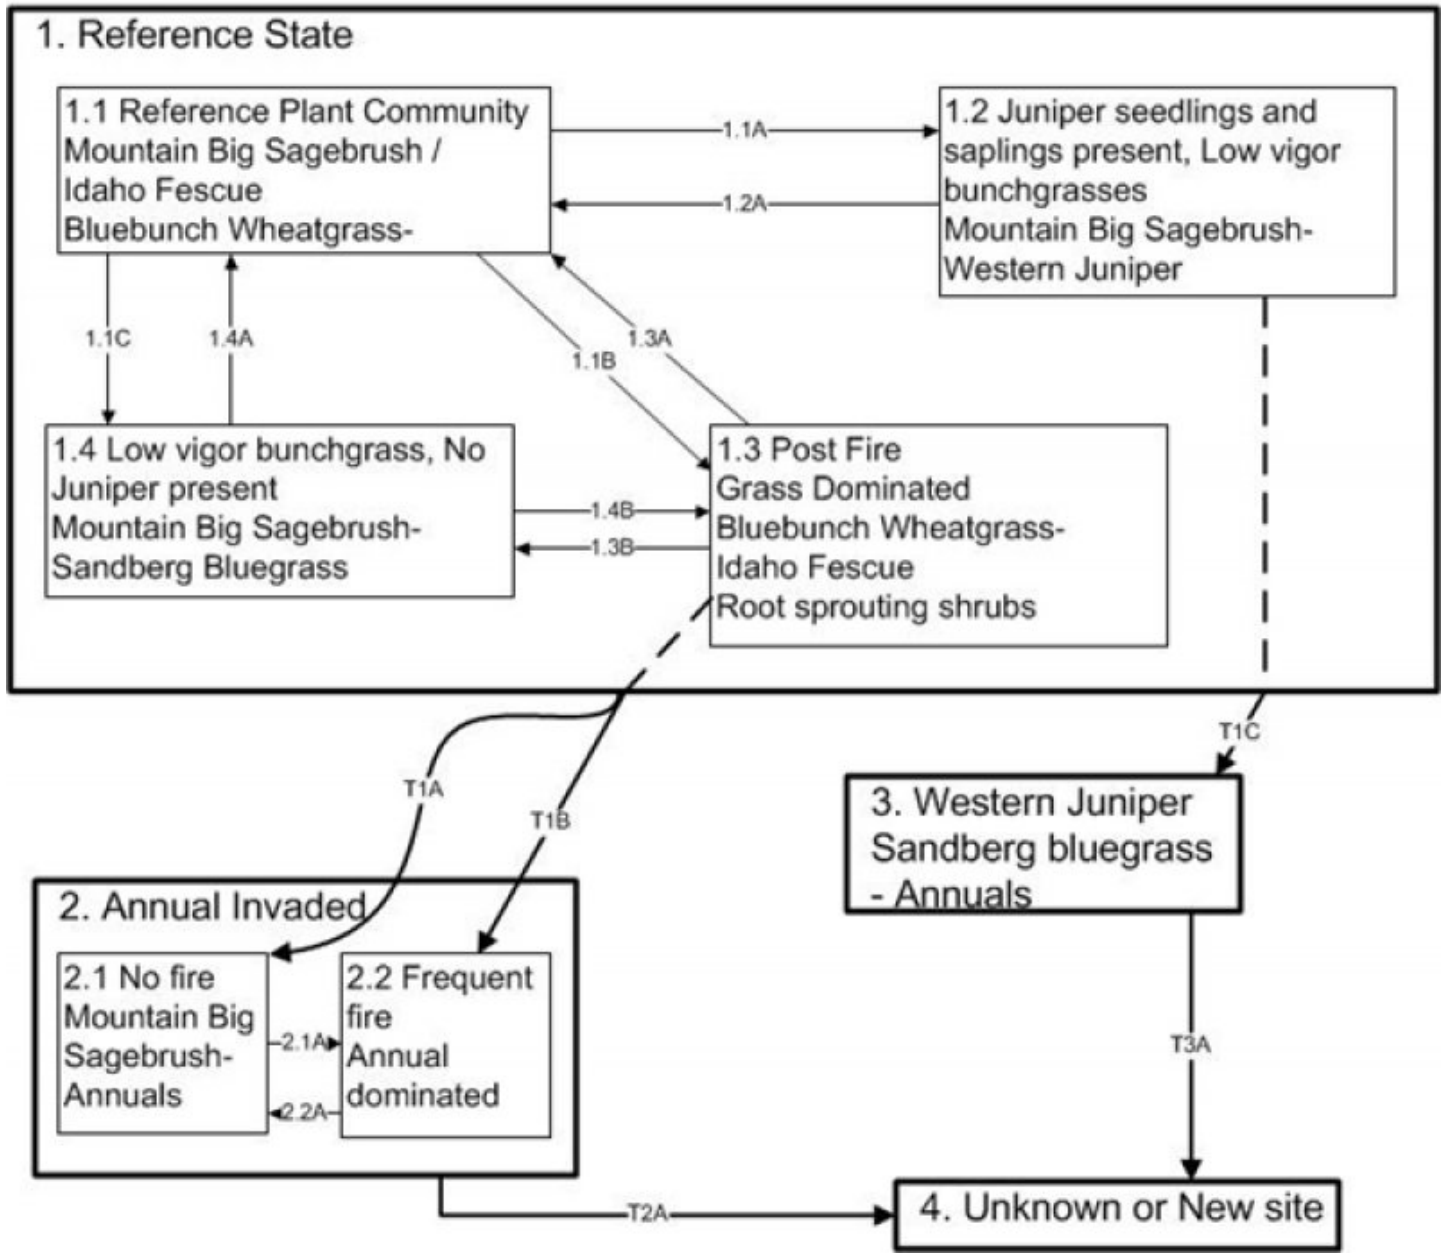 1. Reference State
1.1 Reference Plant Community
Mountain Big Sagebrush /
Idaho Fescue
Bluebunch Wheatgrass-
1.1A
1.2A
1.2 Juniper seedlings and
saplings present, Low vigor
bunchgrasses
Mountain Big Sagebrush-
Western Juniper
1.1C
1.4A
1.1B
1.3A
1.4 Low vigor bunchgrass, No
Juniper present
Mountain Big Sagebrush-
Sandberg Bluegrass
1.4B
1.3B
1.3 Post Fire
Grass Dominated
Bluebunch Wheatgrass-
Idaho Fescue
Root sprouting shrubs
T1A
T1B
T1C
2. Annual Invaded
2.1 No fire
Mountain Big
Sagebrush-
Annuals
2.1A
2.2A
2.2 Frequent
fire
Annual
dominated
3. Western Juniper
Sandberg bluegrass
- Annuals
T3A
T2A
4. Unknown or New site